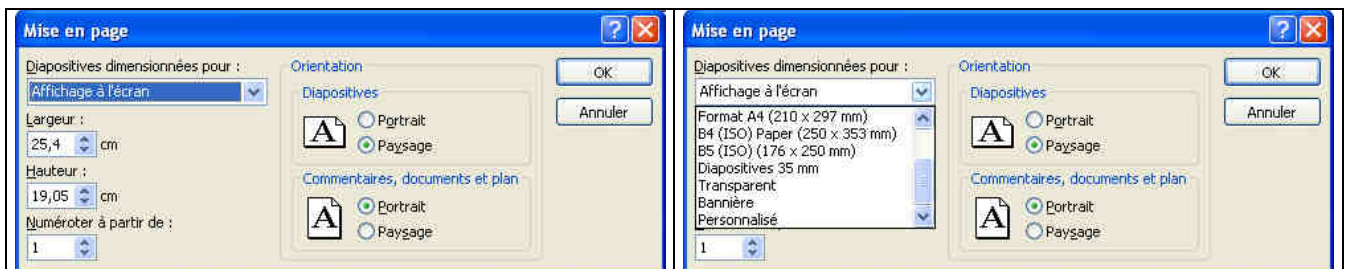 Mise en page
Diapositives dimensionnées pour :
Affichage à l'écran
Largeur :
25,4 cm
Hauteur :
19,05 cm
Numéroter à partir de :
1
Orientation
Diapositives
A
Portrait
Paysage
Commentaires, documents et plan
A
Portrait
Paysage
OK
Annuler
Mise en page
Diapositives dimensionnées pour :
Affichage à l'écran
Format A4 (210 x 297 mm)
B4 (ISO) Paper (250 x 353 mm)
B5 (ISO) (176 x 250 mm)
Diapositives 35 mm
Transparent
Bannière
Personnalisé
1
Orientation
Diapositives
A
Portrait
Paysage
Commentaires, documents et plan
A
Portrait
Paysage
OK
Annuler